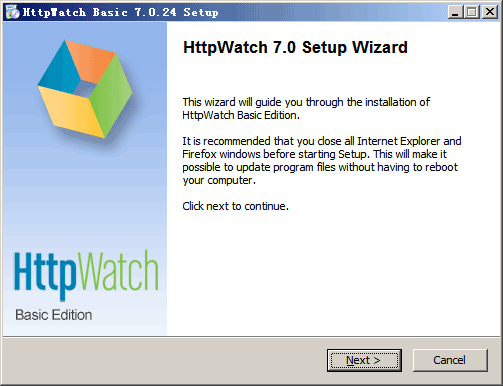 HttpWatch Basic 7.0.24 Setup
HttpWatch 7.0 Setup Wizard
This wizard will guide you through the installation of
HttpWatch Basic Edition.
It is recommended that you close all Internet Explorer and
Firefox windows before starting Setup. This will make it
possible to update program files without having to reboot
your computer.
Click next to continue.
HttpWatch
Basic Edition
Next >
Cancel